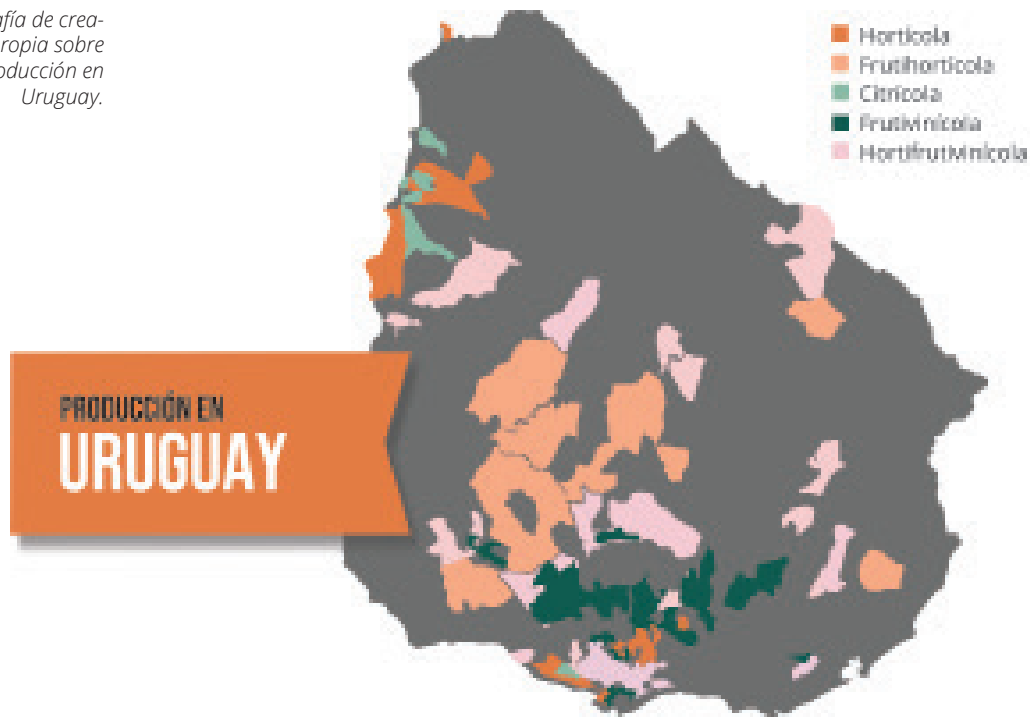 afía de crea-
ropia sobre
oducción en
Uruguay.
Hortícola
Frutihortícola
Citrícola
Frutivinícola
Hortifrutivinícola
PRODUCCIÓN EN
URUGUAY